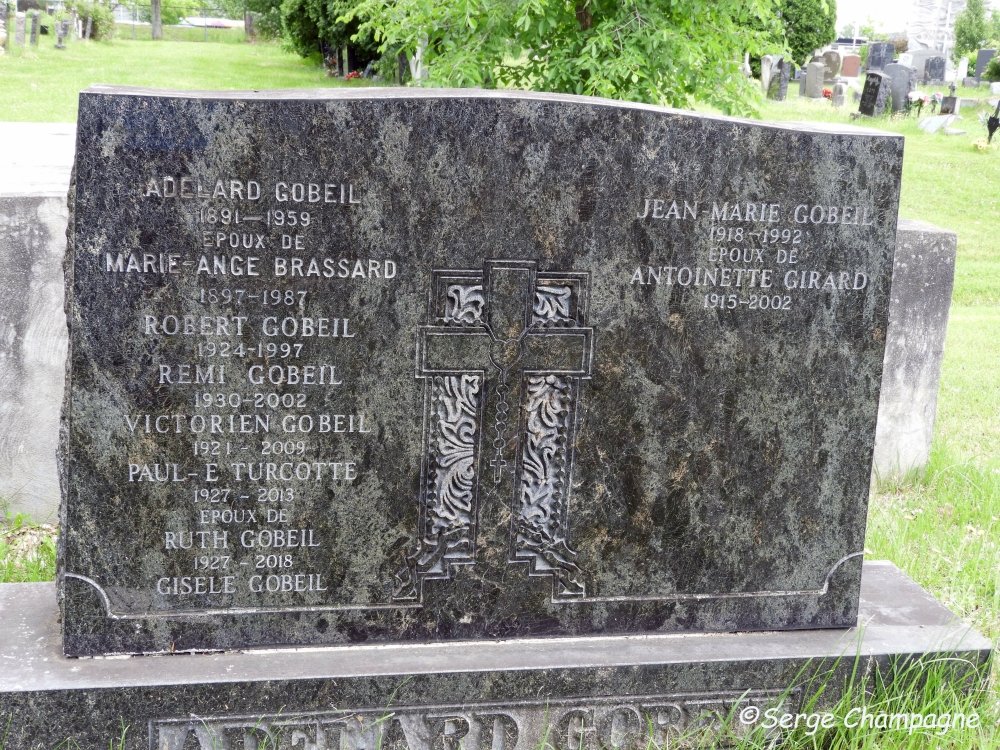 ADELARD GOBEIL
1891-1959
EPOUX DE
MARIE-ANGE BRASSARD
1897-1987
ROBERT GOBEIL
1924-1997
REMI GOBEIL
1930-2002
VICTORIEN GOBEIL
1921 - 2009
PAUL-E TURCOTTE
1927 - 2013
EPOUX DE
RUTH GOBEIL
1927 - 2018
GISELE GOBEIL
JEAN-MARIE GOBEIL
1918-1992
EPOUX DE
ANTOINETTE GIRARD
1915-2002
ADELARD GOBEIL
©Serge Champagne